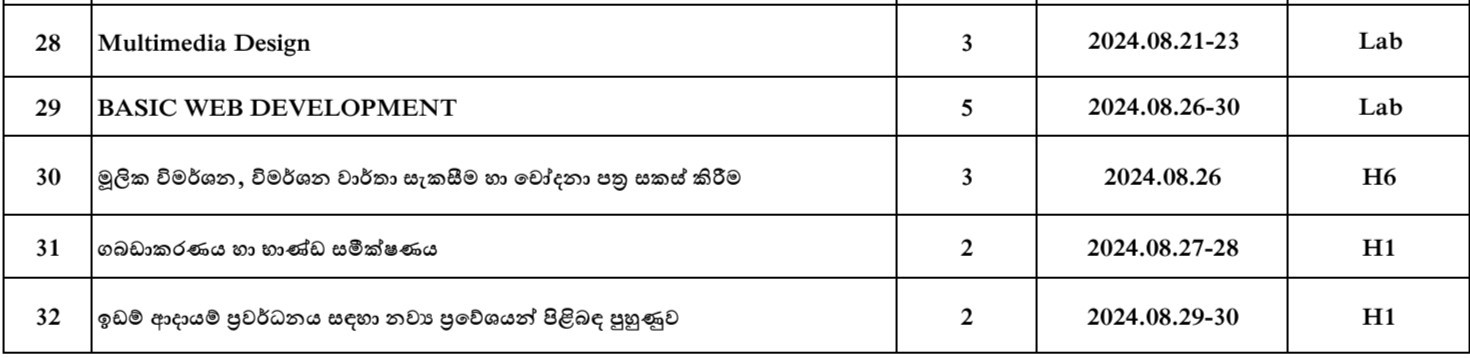 28 Multimedia Design 3 2024.08.21-23 Lab
29 BASIC WEB DEVELOPMENT 5 2024.08.26-30 Lab
30 මූලික විමර්ශන, විමර්ශන වාර්තා සැකසීම හා චෝදනා පත්‍ර සකස් කිරීම 3 2024.08.26 H6
31 ගබඩාකරණය හා භාණ්ඩ සමීක්ෂණය 2 2024.08.27-28 H1
32 ඉඩම් ආදායම් ප්‍රවර්ධනය සඳහා නව්‍ය ප්‍රවේශයන් පිළිබඳ පුහුණුව 2 2024.08.29-30 H1